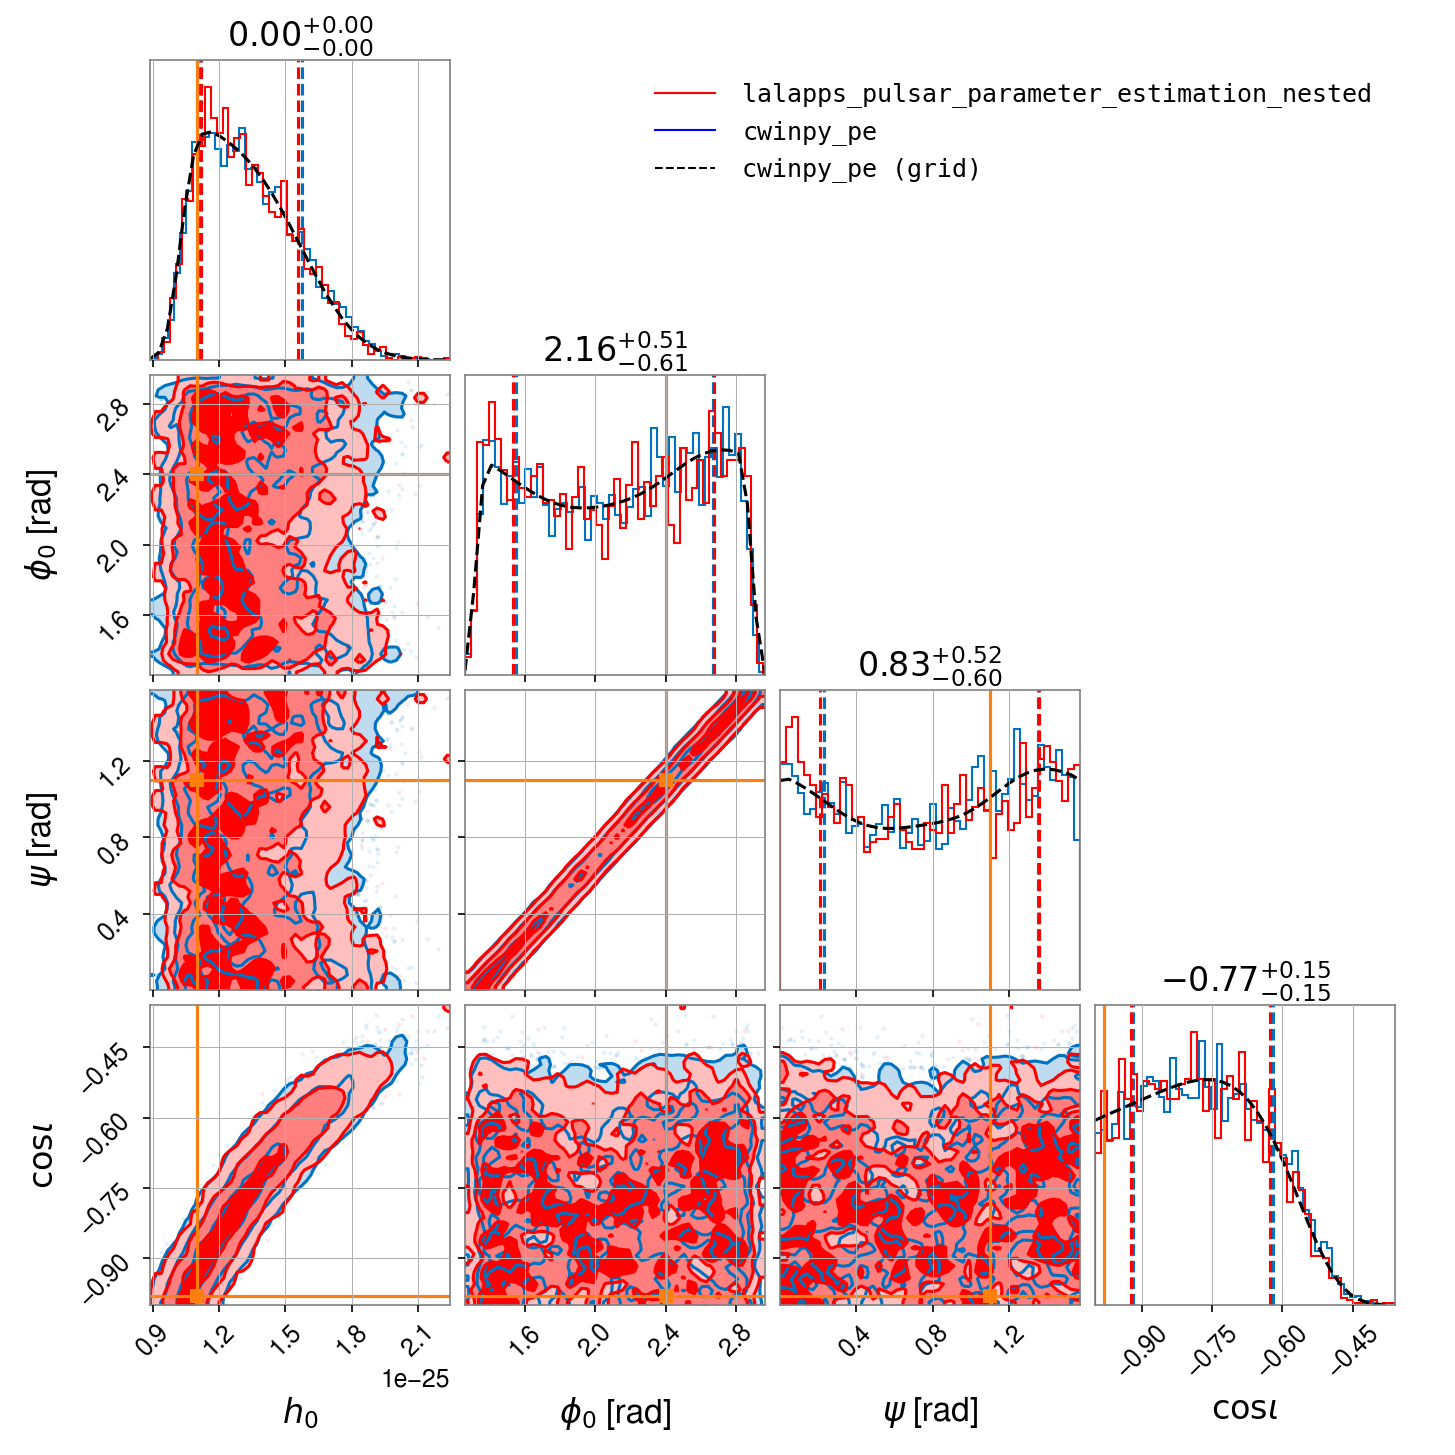 0.00+0.00−0.00
lalapps_pulsar_parameter_estimation_nested
cwinpy_pe
cwinpy_pe (grid)
2.16+0.51−0.61
ϕ0 [rad]
2.8
2.4
2.0
1.6
0.83+0.52−0.60
ψ [rad]
1.2
0.8
0.4
−0.77+0.15−0.15
cosι
−0.45
−0.60
−0.75
−0.90
0.9 1.2 1.5 1.8 2.1 1.6 2.0 2.4 2.8 0.4 0.8 1.2 −0.90 −0.75 −0.60 −0.45
1e−25
h0 ϕ0 [rad] ψ [rad] cosι